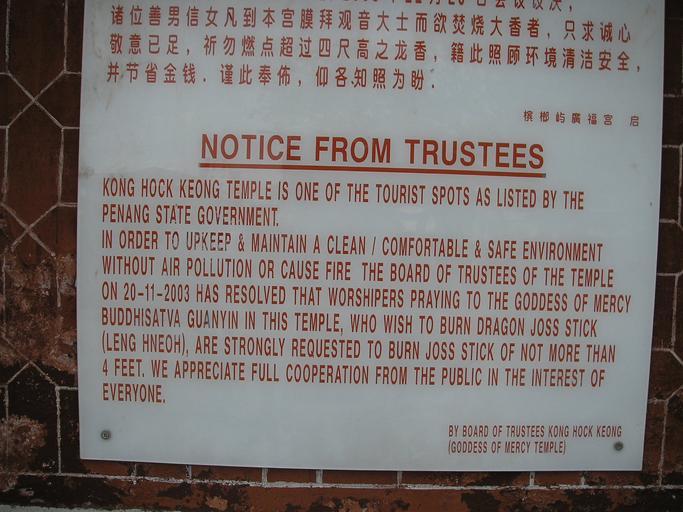 诸位善男信女凡到本宫膜拜观音大士而欲焚烧大香者，只求诚心
敬意已足，祈勿燃点超过四尺高之龙香，籍此照顾环境清洁安全，
并节省金钱．谨此奉佈，仰各知照为盼．
槟榔屿廣福宫 启
NOTICE FROM TRUSTEES
KONG HOCK KEONG TEMPLE IS ONE OF THE TOURIST SPOTS AS LISTED BY THE
PENANG STATE GOVERNMENT.
IN ORDER TO UPKEEP & MAINTAIN A CLEAN / COMFORTABLE & SAFE ENVIRONMENT
WITHOUT AIR POLLUTION OR CAUSE FIRE THE BOARD OF TRUSTEES OF THE TEMPLE
ON 20-11-2003 HAS RESOLVED THAT WORSHIPERS PRAYING TO THE GODDESS OF MERCY
BUDDHISATVA GUANYIN IN THIS TEMPLE, WHO WISH TO BURN DRAGON JOSS STICK
(LENG HNEOH), ARE STRONGLY REQUESTED TO BURN JOSS STICK OF NOT MORE THAN
4 FEET. WE APPRECIATE FULL COOPERATION FROM THE PUBLIC IN THE INTEREST OF
EVERYONE.
BY BOARD OF TRUSTEES KONG HOCK KEONG
(GODDESS OF MERCY TEMPLE)